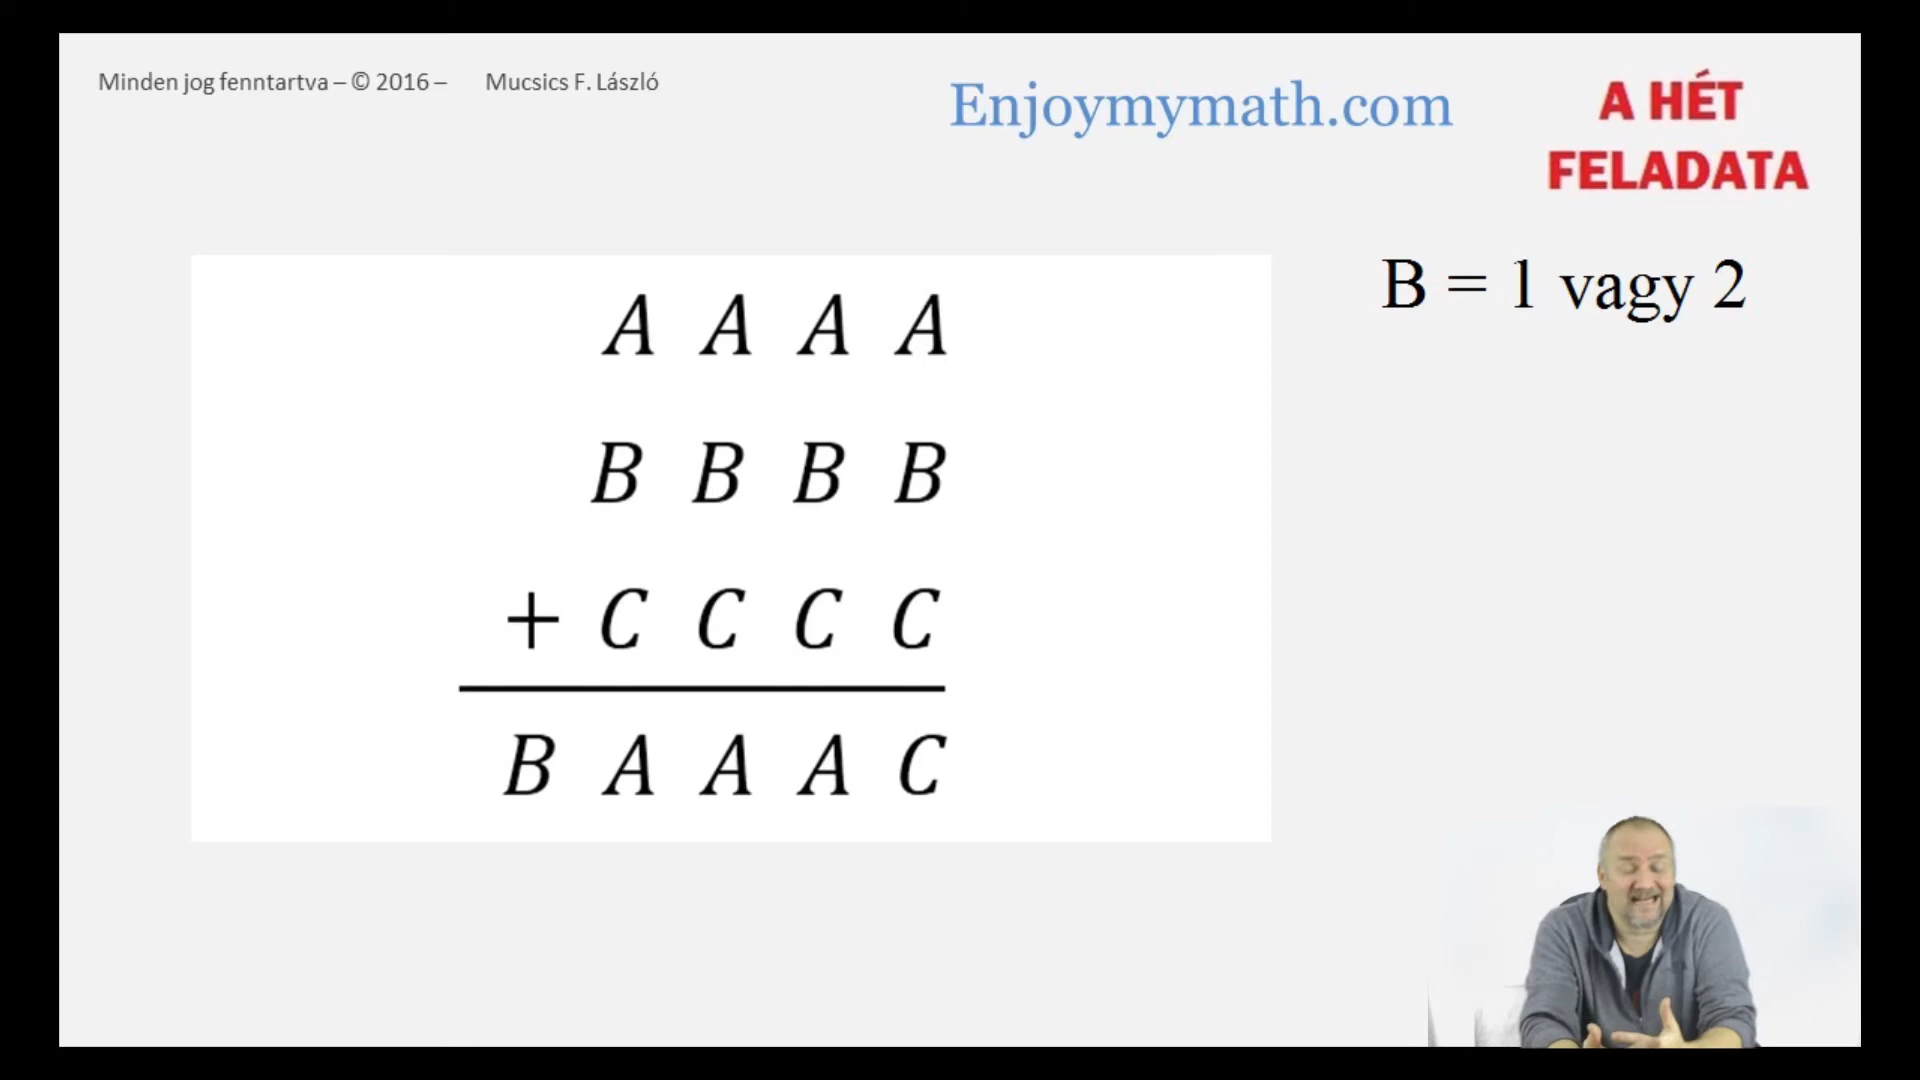 Minden jog fenntartva – © 2016 – Mucsics F. László
Enjoymymath.com
A HÉT
FELADATA
B = 1 vagy 2
A A A A
B B B B
+ C C C C
B A A A C